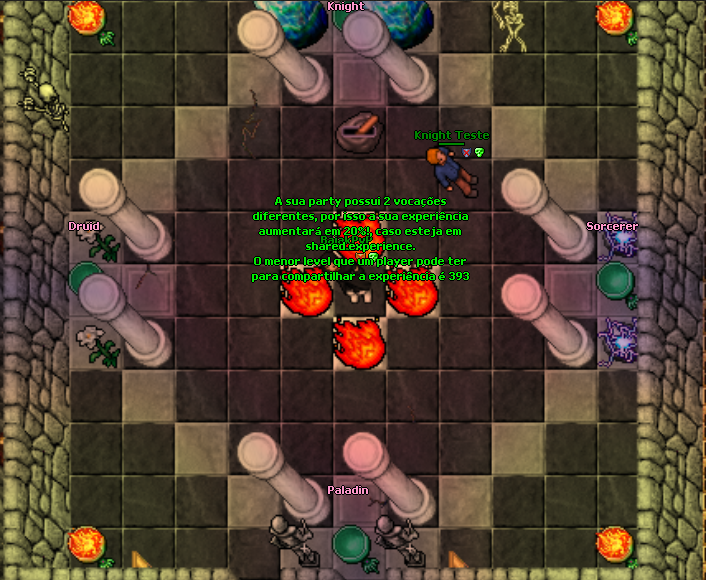 Knight
Knight Teste
A sua party possui 2 vocações
diferentes, por isso a sua experiência
aumentará em 20%, caso esteja em
shared experience.
O menor level que um player pode ter
para compartilhar a experiência é 393
Druid
Sorcerer
Paladin